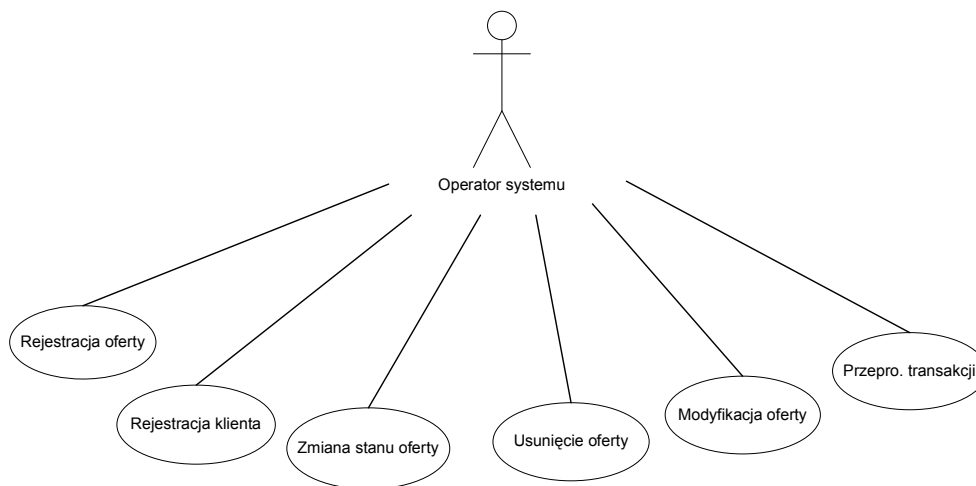 Operator systemu
Rejestracja oferty
Rejestracja klienta
Zmiana stanu oferty
Usunięcie oferty
Modyfikacja oferty
Przepro. transakcji